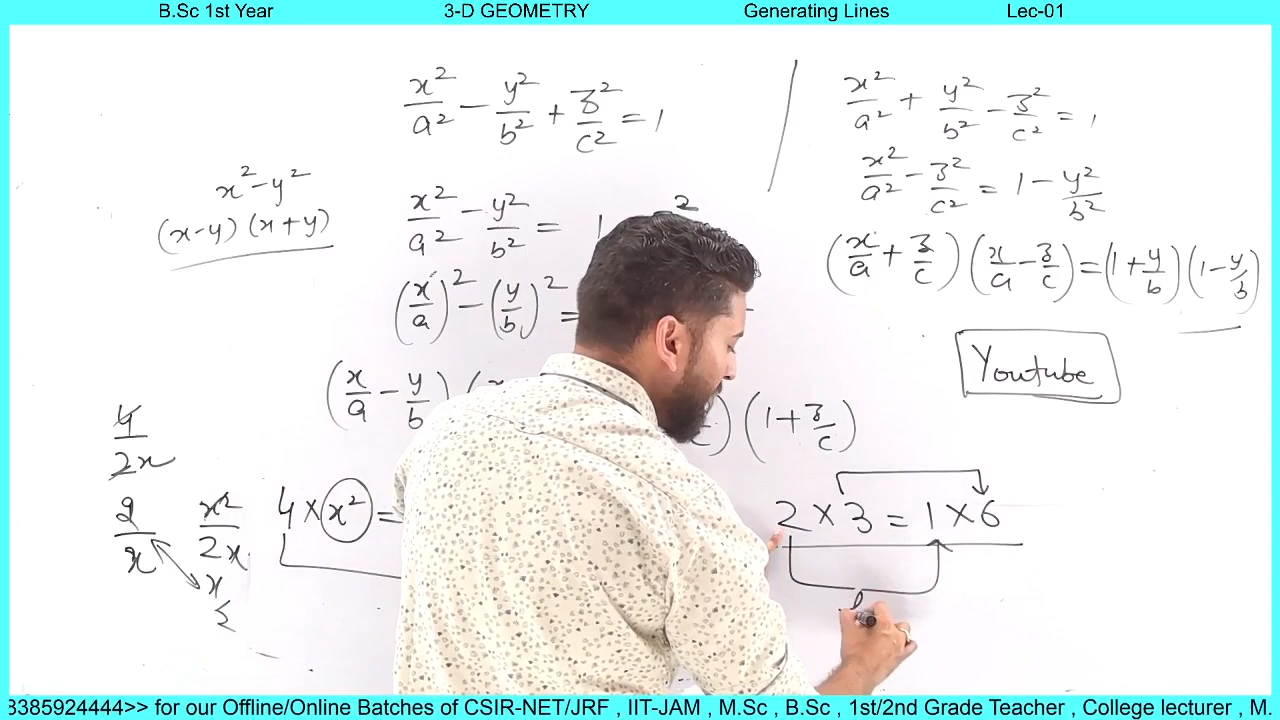 B.Sc 1st Year 3-D GEOMETRY Generating Lines Lec-01
x²/a² - y²/b² + z²/c² = 1
x² - y²
(x-y) (x+y)
x²/a² - y²/b² = 1
(x/a)² - (y/b)² =
(x/a - y/b) (x
) (1 + z/c)
4/2x
2/x
x²/2x
x
2
4 × x² =
x²/a² + y²/b² - z²/c² = 1
x²/a² - z²/c² = 1 - y²/b²
(x/a + z/c) (x/a - z/c) = (1 + y/b) (1 - y/b)
Youtube
2 × 3 = 1 × 6
8385924444>> for our Offline/Online Batches of CSIR-NET/JRF , IIT-JAM , M.Sc , B.Sc , 1st/2nd Grade Teacher , College lecturer , M.